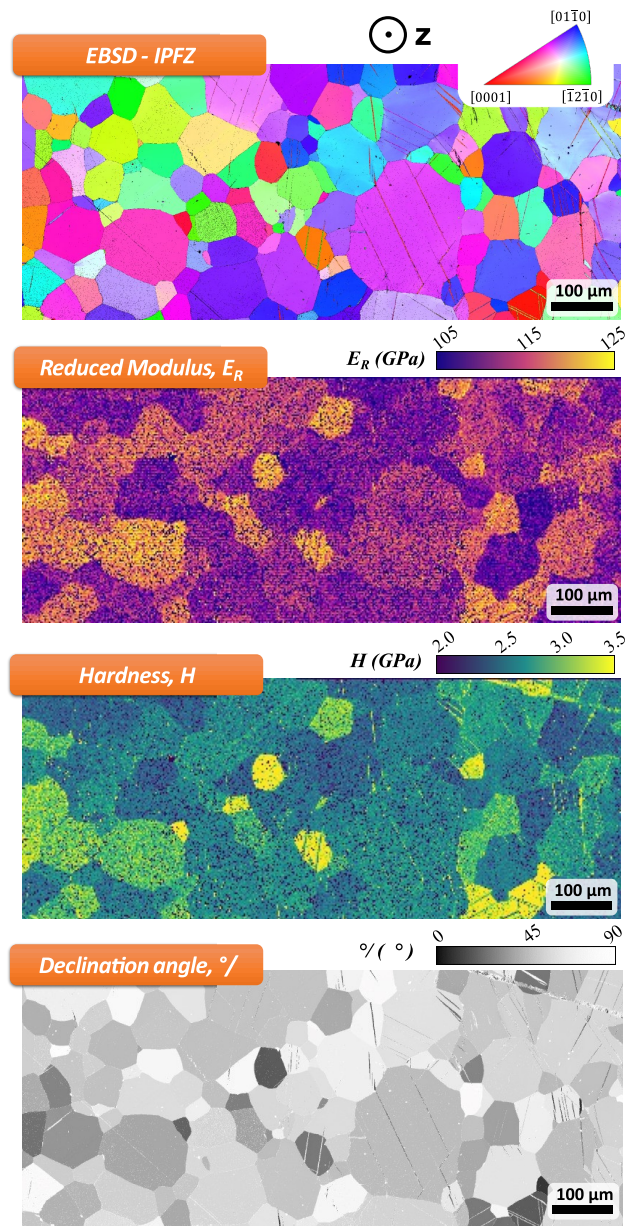 EBSD - IPFZ
z
[011̅0]
[0001]
[1̅21̅0]
100 µm
Reduced Modulus, E_R
E_R (GPa)
105
115
125
100 µm
Hardness, H
H (GPa)
2.0
2.5
3.0
3.5
100 µm
Declination angle, °/
°/ ( °)
0
45
90
100 µm